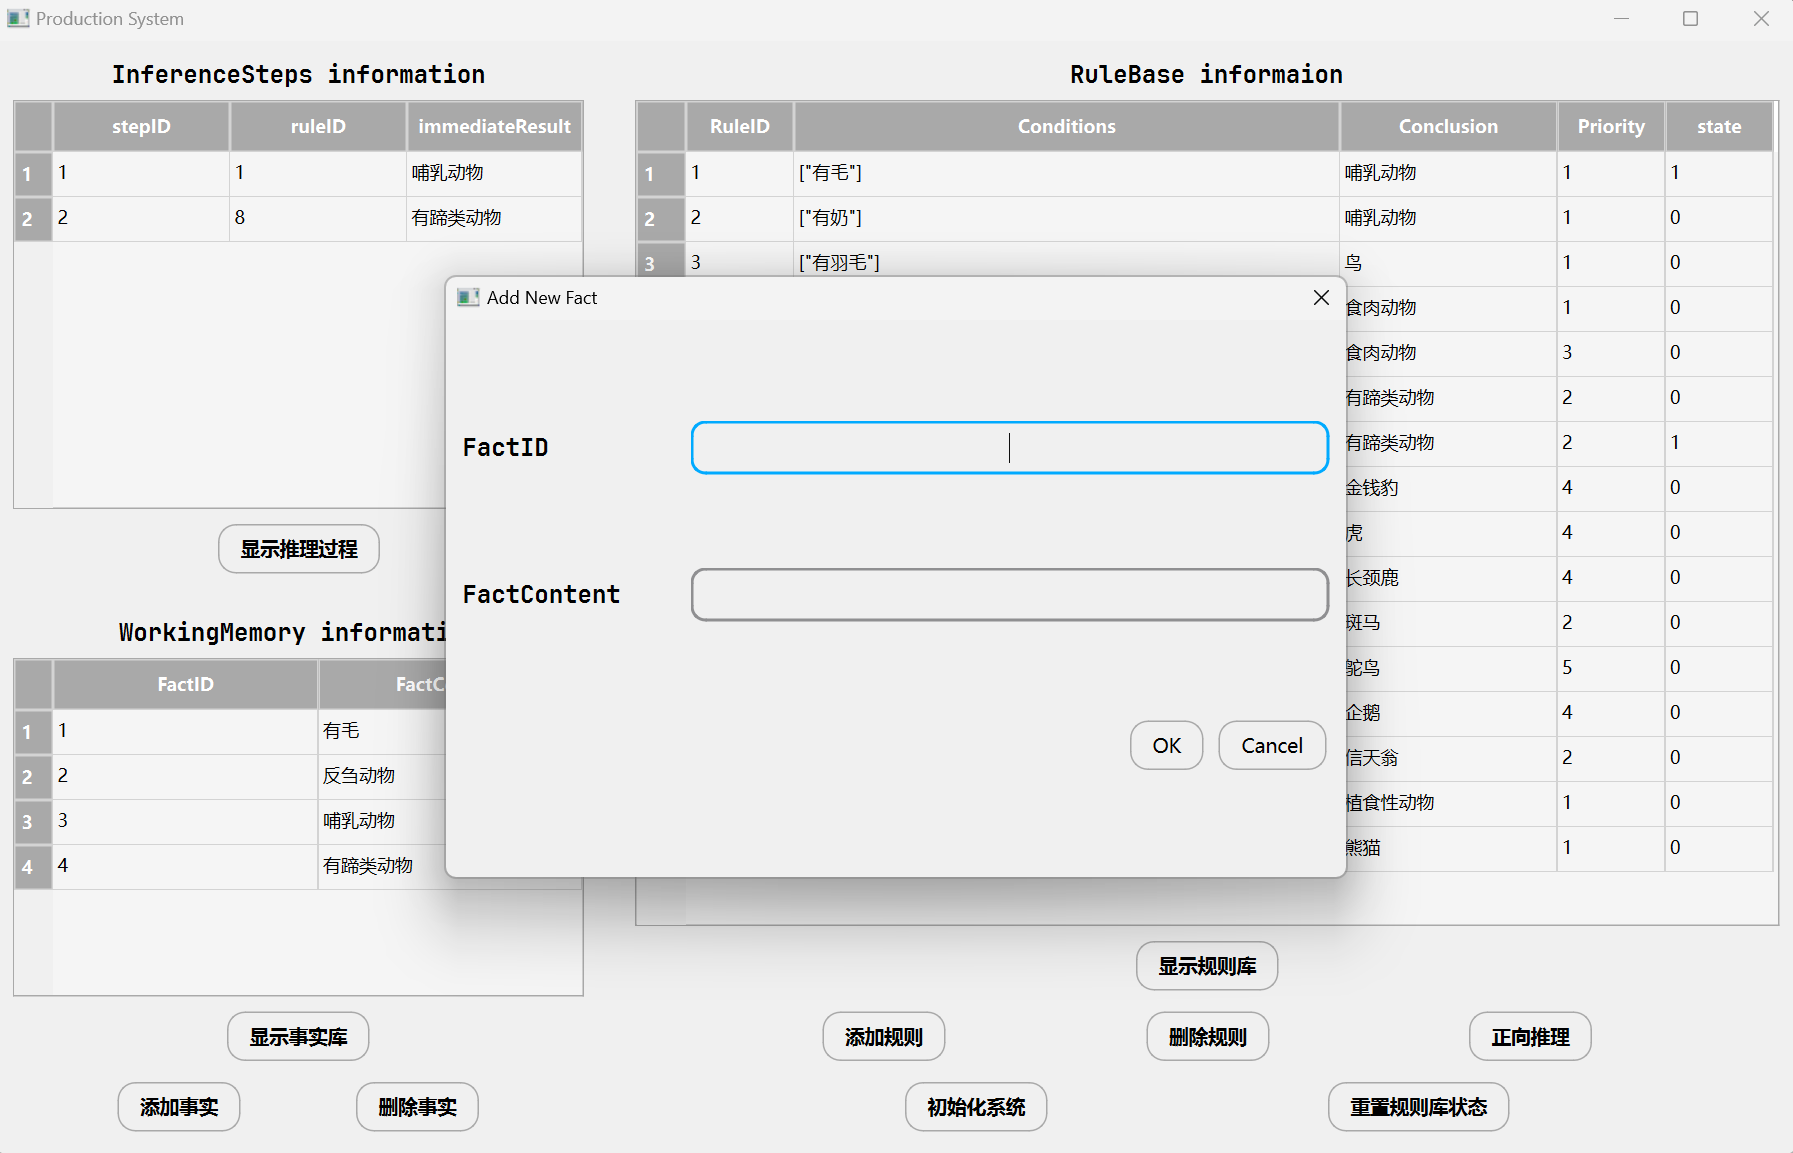 Production System
InferenceSteps information
stepID ruleID immediateResult
1 1 1 哺乳动物
2 2 8 有蹄类动物
显示推理过程
WorkingMemory informati
FactID FactC
1 1 有毛
2 2 反刍动物
3 3 哺乳动物
4 4 有蹄类动物
显示事实库
添加事实 删除事实
RuleBase informaion
RuleID Conditions Conclusion Priority state
1 1 ["有毛"] 哺乳动物 1 1
2 2 ["有奶"] 哺乳动物 1 0
3 3 ["有羽毛"] 鸟 1 0
食肉动物 1 0
食肉动物 3 0
有蹄类动物 2 0
有蹄类动物 2 1
金钱豹 4 0
虎 4 0
长颈鹿 4 0
斑马 2 0
鸵鸟 5 0
企鹅 4 0
信天翁 2 0
植食性动物 1 0
熊猫 1 0
显示规则库
添加规则 删除规则 正向推理
初始化系统 重置规则库状态
Add New Fact
FactID
FactContent
OK Cancel